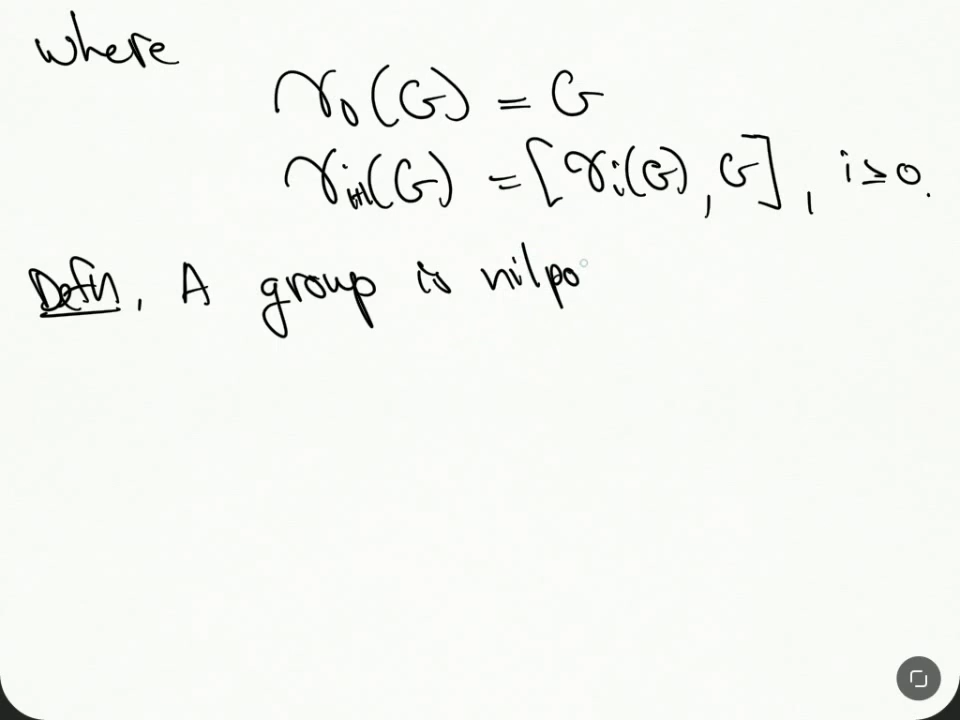 where
γ₀(G) = G
γᵢ₊₁(G) = [γᵢ(G), G], i ≥ 0.
Defn, A group is nilpo